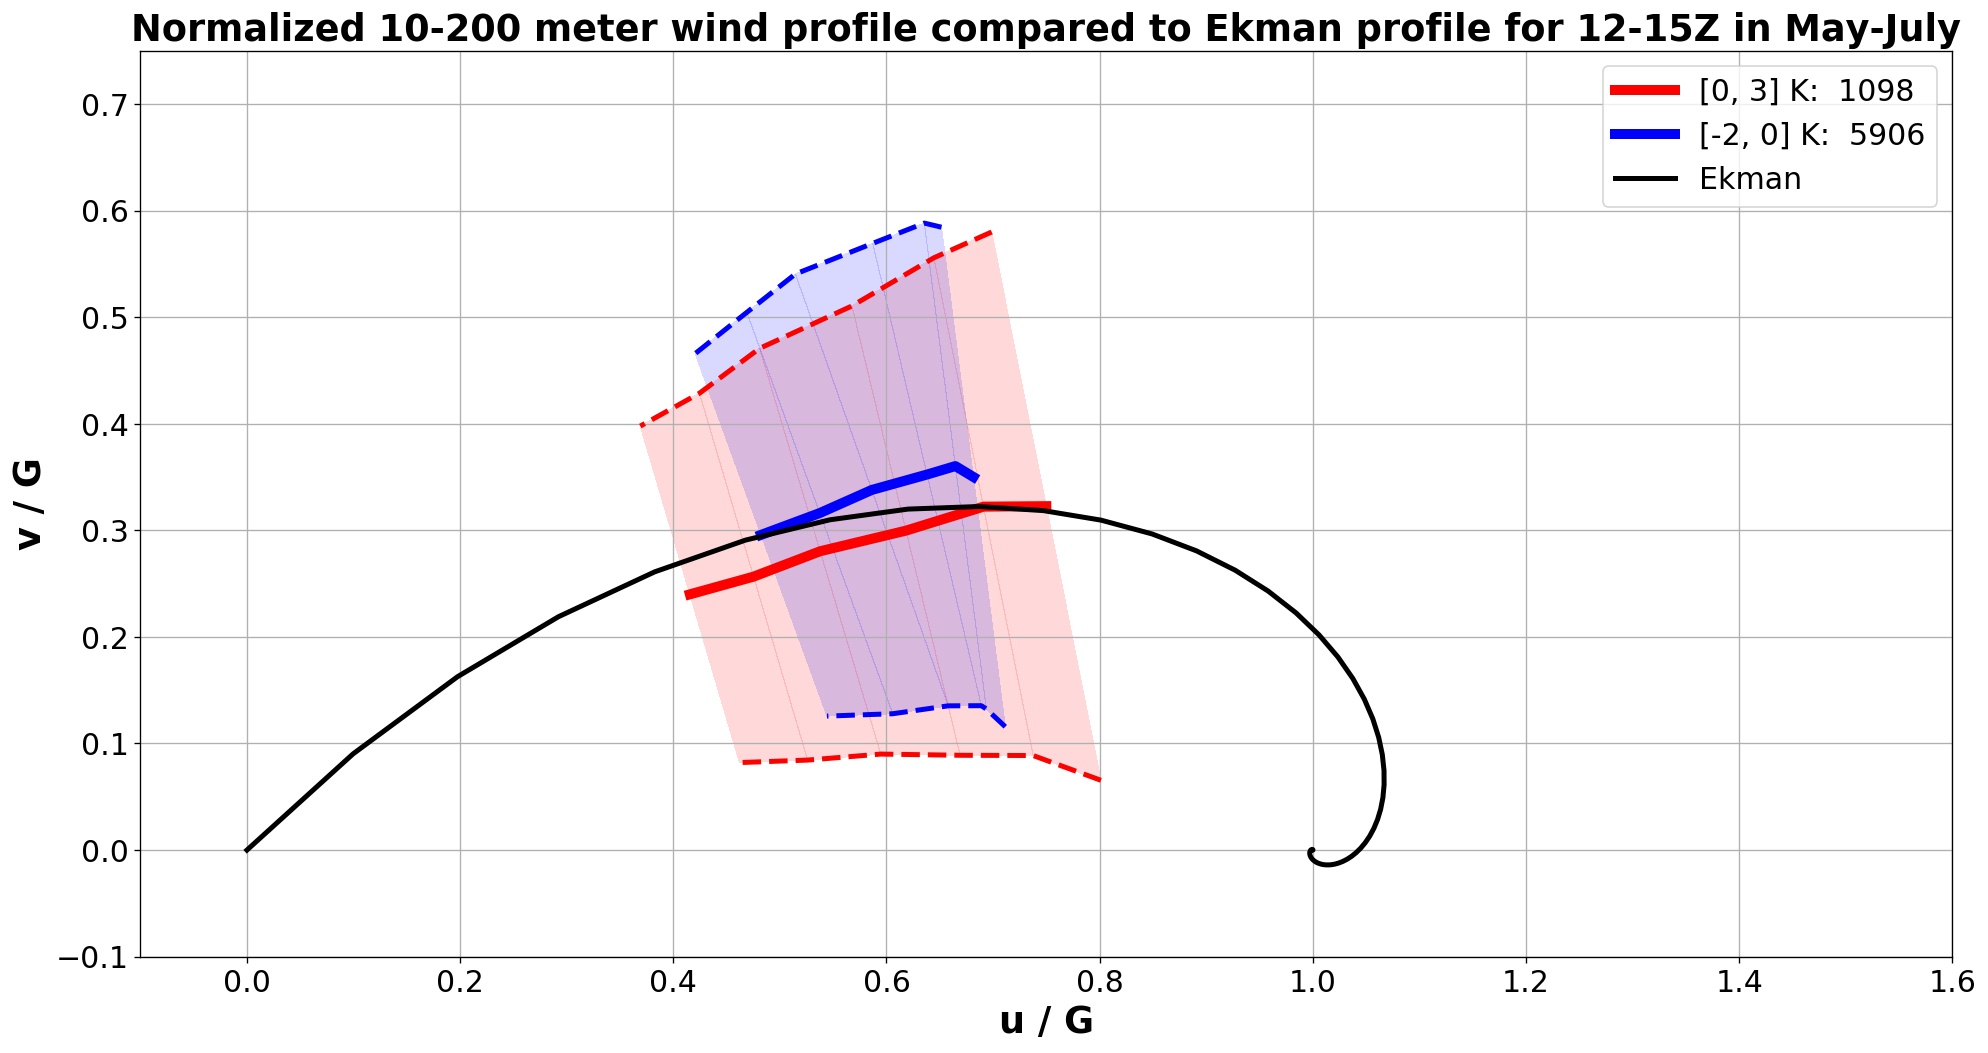 Normalized 10-200 meter wind profile compared to Ekman profile for 12-15Z in May-July
[0, 3] K:  1098
[-2, 0] K:  5906
Ekman
v / G
0.7
0.6
0.5
0.4
0.3
0.2
0.1
0.0
−0.1
0.0 0.2 0.4 0.6 0.8 1.0 1.2 1.4 1.6
u / G